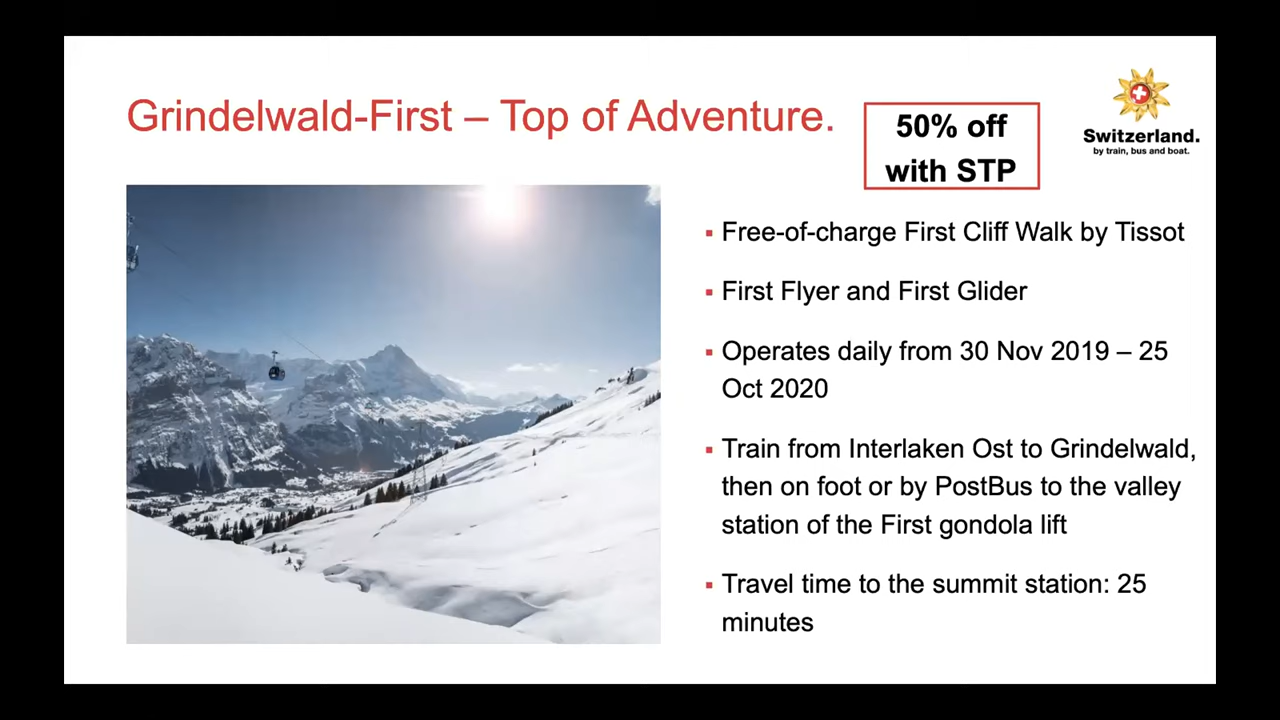 Grindelwald-First – Top of Adventure.
50% off
with STP
Switzerland.
by train, bus and boat.
▪ Free-of-charge First Cliff Walk by Tissot
▪ First Flyer and First Glider
▪ Operates daily from 30 Nov 2019 – 25
Oct 2020
▪ Train from Interlaken Ost to Grindelwald,
then on foot or by PostBus to the valley
station of the First gondola lift
▪ Travel time to the summit station: 25
minutes